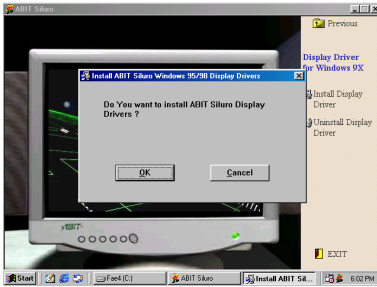 ABIT Siluro
Previous
Display Driver
for Windows 9X
Install ABIT Siluro Windows 95/98 Display Drivers
Do You want to install ABIT Siluro Display
Drivers ?
OK
Cancel
Install Display
Driver
Uninstall Display
Driver
ABIT
EXIT
Start
Fae4 (C:)
ABIT Siluro
Install ABIT Sil...
6:02 PM